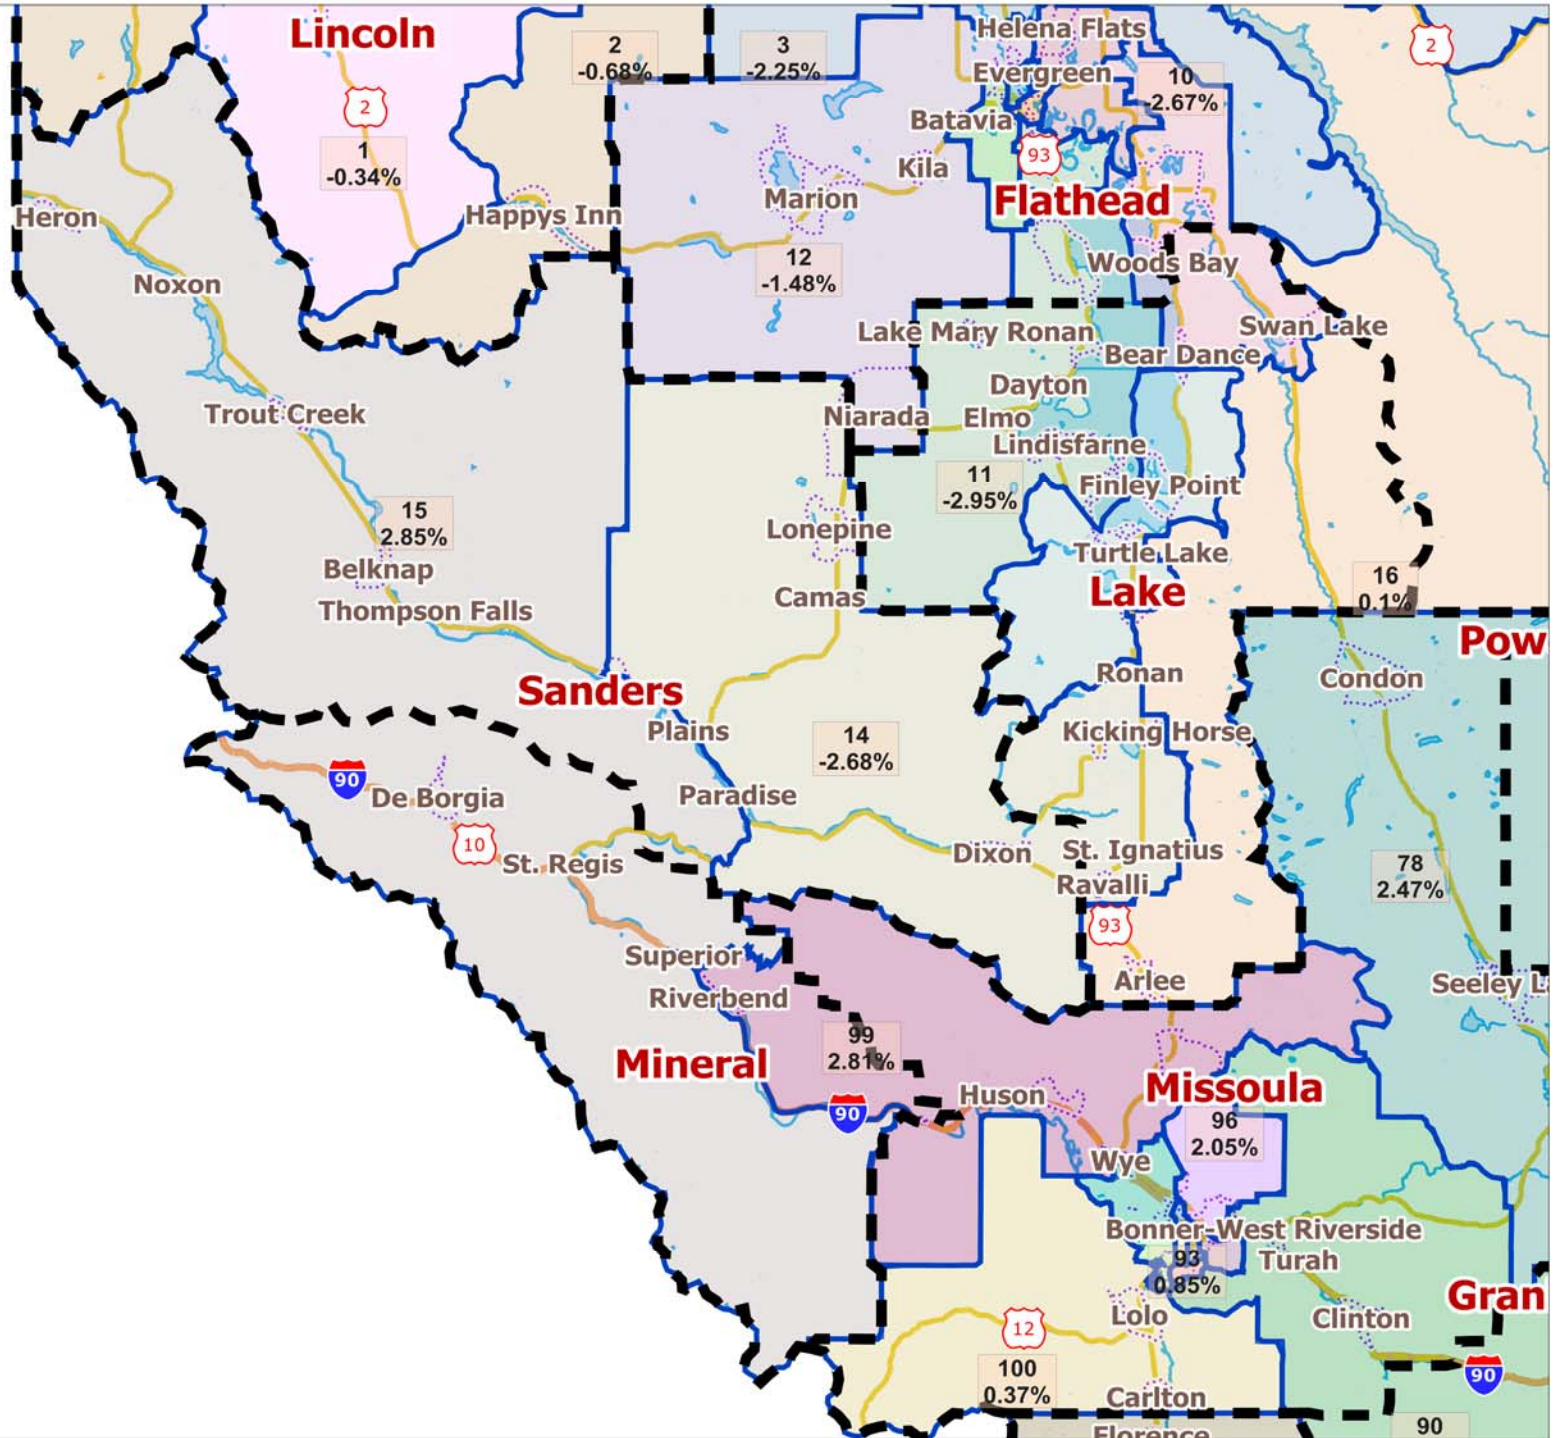 Lincoln
2
-0.68%
3
-2.25%
Helena Flats
2
Evergreen
10
-2.67%
2
Batavia
93
1
-0.34%
Kila
Marion
Flathead
Heron
Happys Inn
12
-1.48%
Woods Bay
Noxon
Lake Mary Ronan
Swan Lake
Bear Dance
Dayton
Trout Creek
Niarada
Elmo
Lindisfarne
11
-2.95%
Finley Point
15
2.85%
Lonepine
Turtle Lake
Belknap
Camas
Lake
16
0.1%
Thompson Falls
Pow
Ronan
Condon
Sanders
Plains
Kicking Horse
14
-2.68%
90
De Borgia
Paradise
10
St. Regis
Dixon
St. Ignatius
78
2.47%
Ravalli
93
Superior
Arlee
Seeley L
Riverbend
99
2.81%
Mineral
Missoula
90
Huson
96
2.05%
Wye
Bonner-West Riverside
93
0.85%
Turah
Gran
Lolo
Clinton
12
100
0.37%
90
Carlton
90
Florence